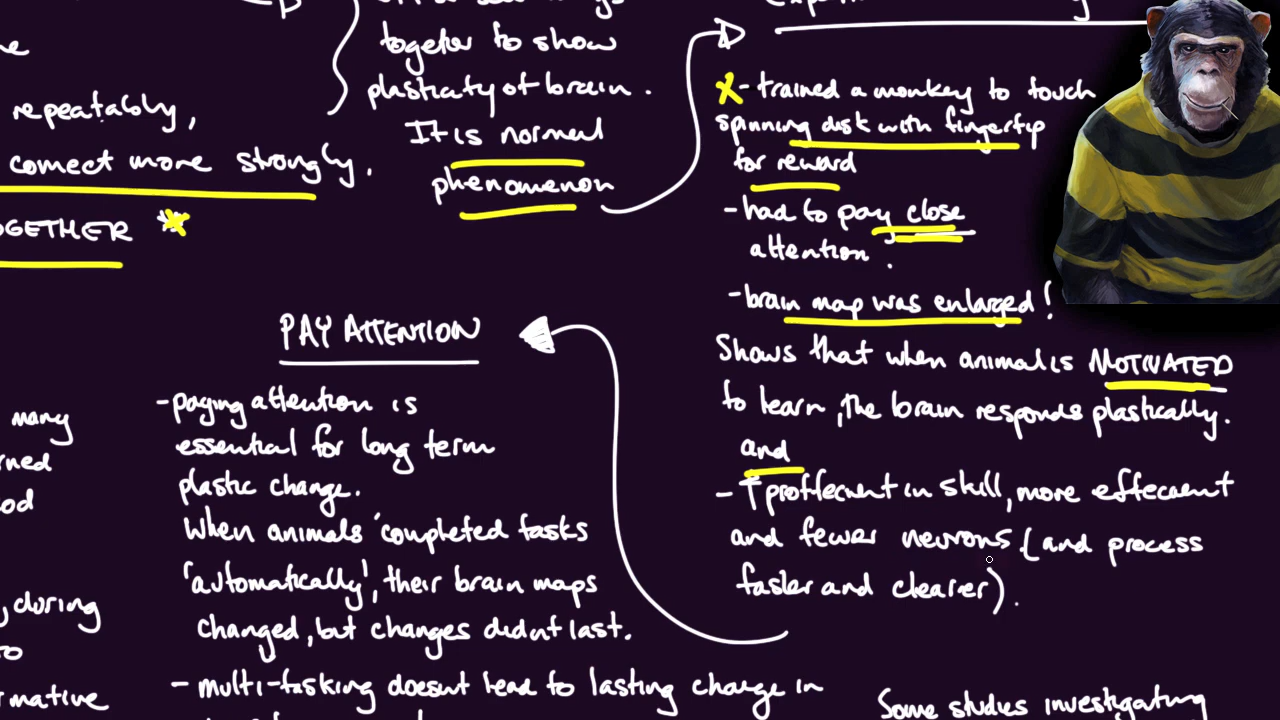 together to show
plasticity of brain.
It is normal
phenomenon
repeatably,
connect more strongly.
OGETHER
x - trained a monkey to touch
spinning disk with fingertip
for reward
- had to pay close
attention.
- brain map was enlarged!
Shows that when animal is MOTIVATED
to learn, the brain responds plastically.
and
- ↑ proffecient in skill, more effecient
and fewer neurons (and process
faster and clearer).
PAY ATTENTION
- paying attention is
essential for long term
plastic change.
When animals completed tasks
'automatically', their brain maps
changed, but changes didnt last.
- multi-tasking doesnt lead to lasting change in
many
rned
od
, during
to
rmative
Some studies investigating